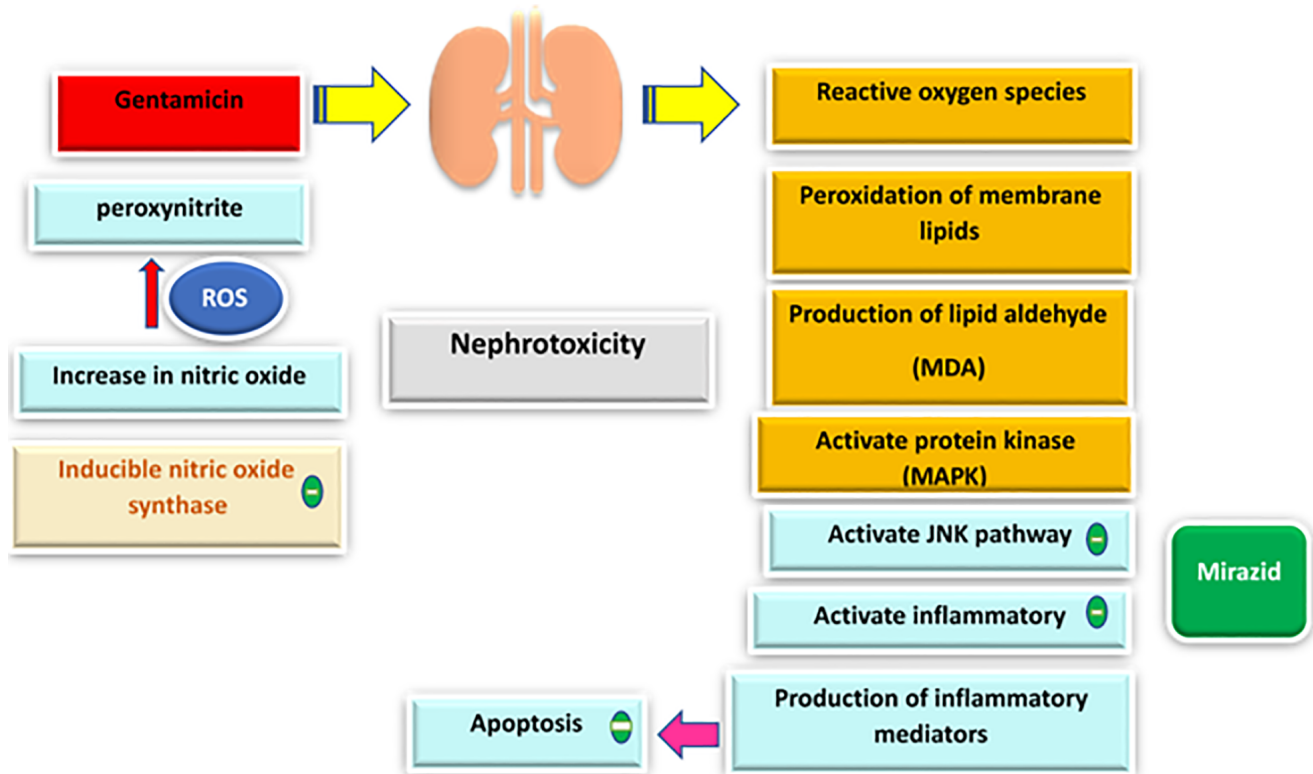 Gentamicin
peroxynitrite
ROS
Increase in nitric oxide
Inducible nitric oxide
synthase
Nephrotoxicity
Reactive oxygen species
Peroxidation of membrane
lipids
Production of lipid aldehyde
(MDA)
Activate protein kinase
(MAPK)
Activate JNK pathway
Activate inflammatory
Production of inflammatory
mediators
Apoptosis
Mirazid